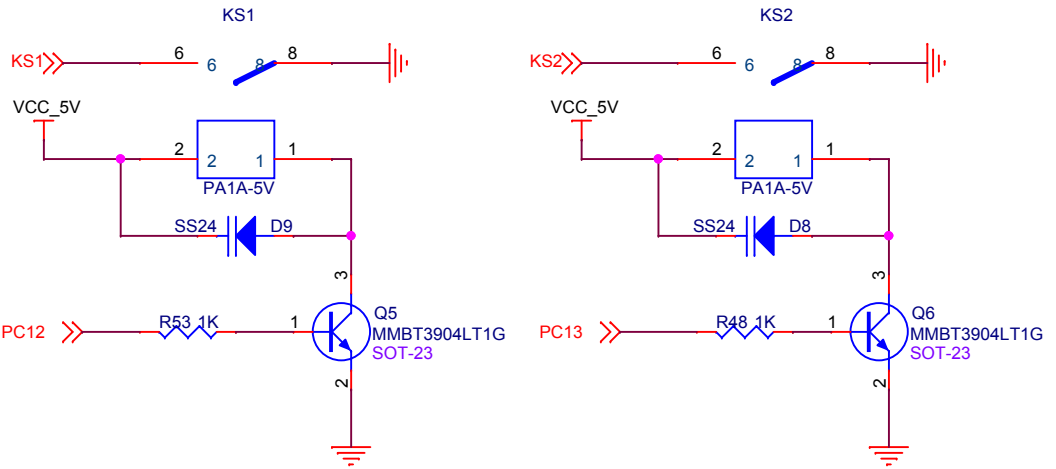 KS1
KS1 6 6 8 8
VCC_5V
2 2 1 1
PA1A-5V
SS24 D9
3
PC12 R53 1K 1
Q5
MMBT3904LT1G
SOT-23
2
KS2
KS2 6 6 8 8
VCC_5V
2 2 1 1
PA1A-5V
SS24 D8
3
PC13 R48 1K 1
Q6
MMBT3904LT1G
SOT-23
2